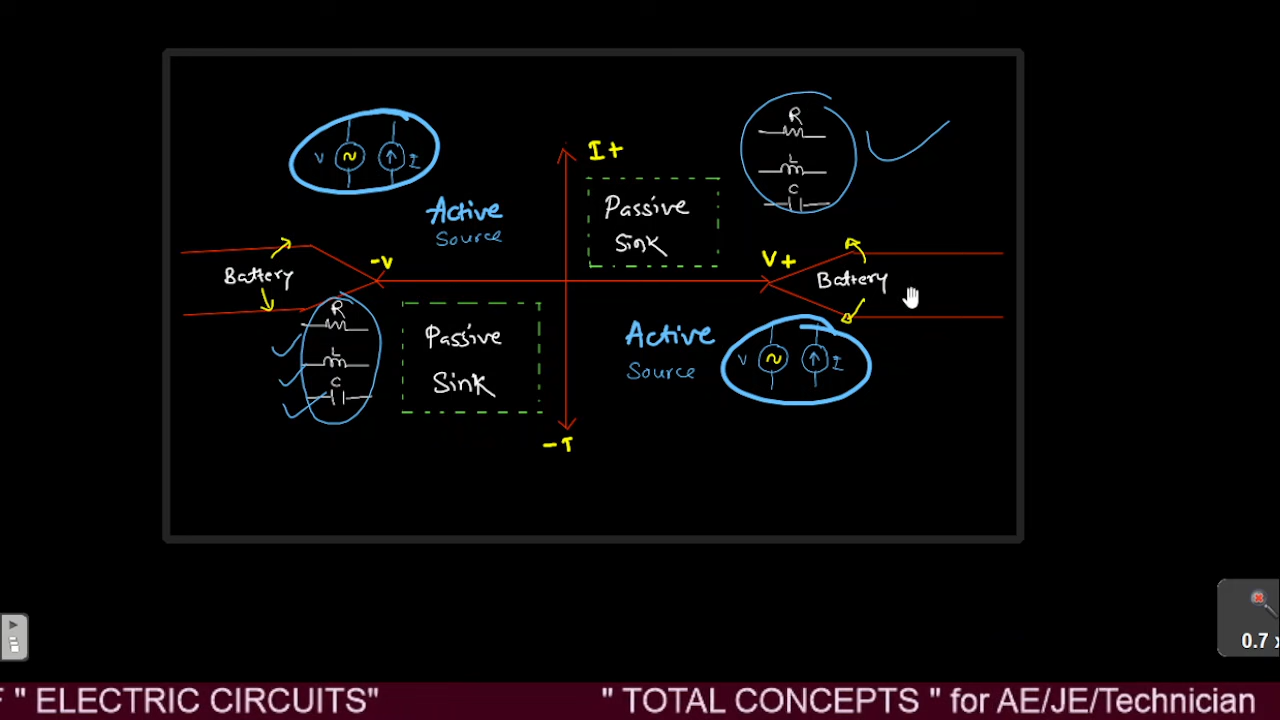 R
L
C
V ~ ↑ I
I+
Active
Source
Passive
Sink
-V
V+
Battery
Battery
R
L
C
Passive
Sink
Active
Source
V ~ ↑ I
-I
0.7 x
F " ELECTRIC CIRCUITS" " TOTAL CONCEPTS " for AE/JE/Technician